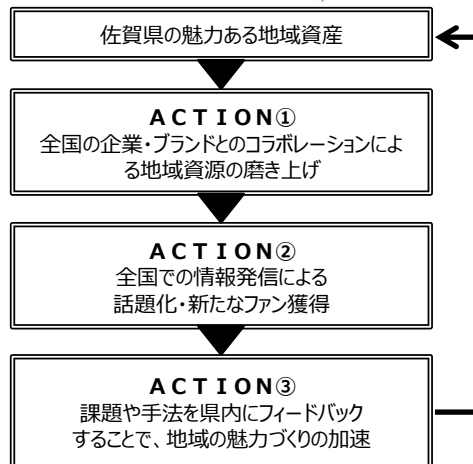 佐賀県の魅力ある地域資産
ＡＣＴＩＯＮ①
全国の企業・ブランドとのコラボレーションによ
る地域資源の磨き上げ
ＡＣＴＩＯＮ②
全国での情報発信による
話題化・新たなファン獲得
ＡＣＴＩＯＮ③
課題や手法を県内にフィードバック
することで、地域の魅力づくりの加速